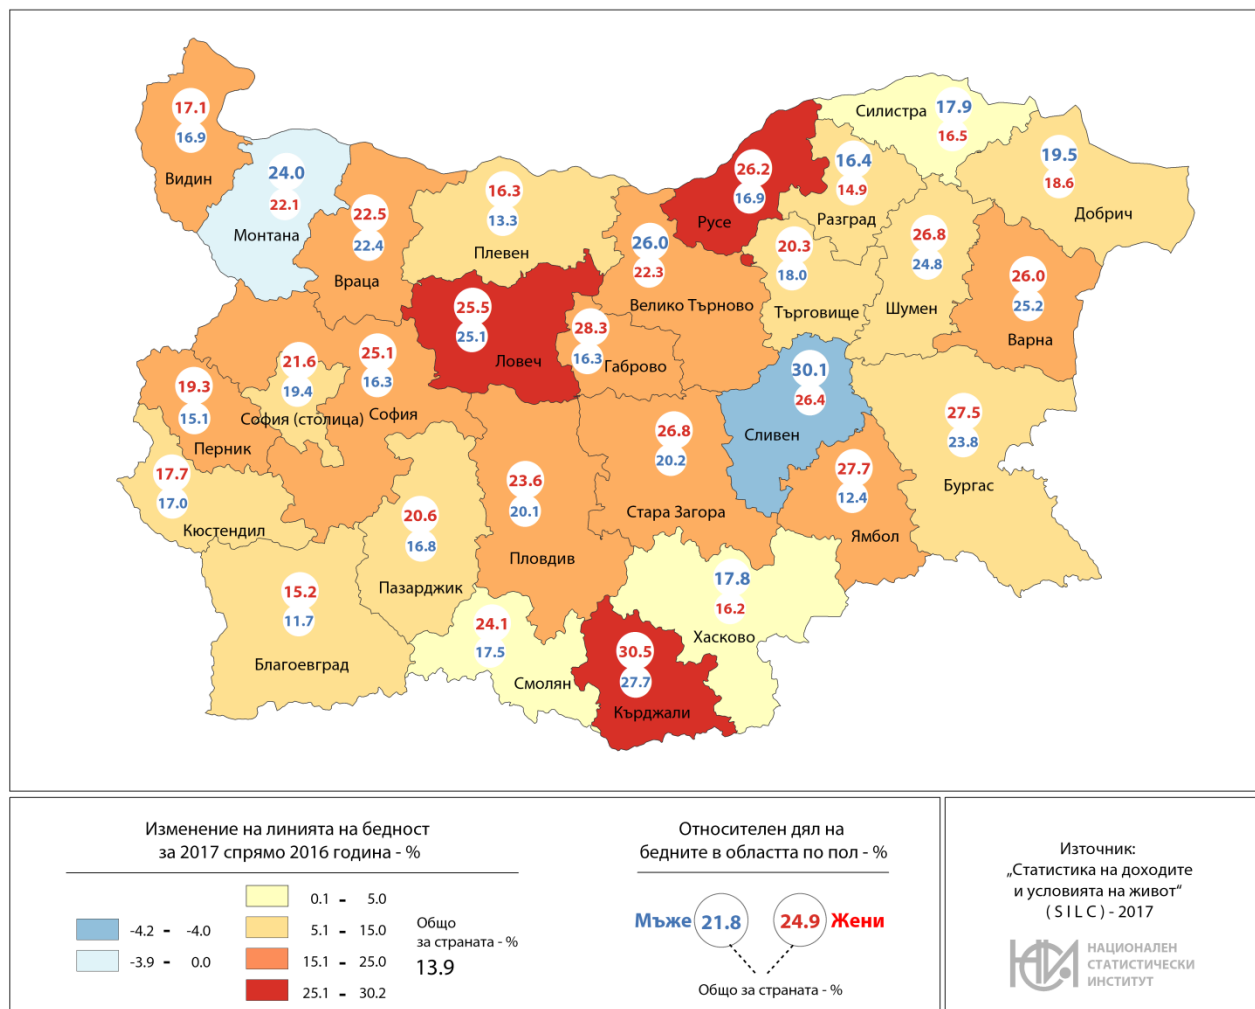 17.1
16.9
Видин
24.0
22.1
Монтана
22.5
22.4
Враца
16.3
13.3
Плевен
26.2
16.9
Русе
Силистра
17.9
16.5
16.4
14.9
Разград
19.5
18.6
Добрич
26.0
22.3
Велико Търново
20.3
18.0
Търговище
26.8
24.8
Шумен
26.0
25.2
Варна
25.5
25.1
Ловеч
28.3
16.3
Габрово
21.6
19.4
София (столица)
25.1
16.3
София
19.3
15.1
Перник
30.1
26.4
Сливен
27.5
23.8
Бургас
17.7
17.0
Кюстендил
20.6
16.8
Пазарджик
23.6
20.1
Пловдив
26.8
20.2
Стара Загора
27.7
12.4
Ямбол
15.2
11.7
Благоевград
24.1
17.5
Смолян
30.5
27.7
Кърджали
17.8
16.2
Хасково
Изменение на линията на бедност
за 2017 спрямо 2016 година - %
-4.2 - -4.0
-3.9 - 0.0
0.1 - 5.0
5.1 - 15.0
15.1 - 25.0
25.1 - 30.2
Общо
за страната - %
13.9
Относителен дял на
бедните в областта по пол - %
Мъже 21.8 24.9 Жени
Общо за страната - %
Източник:
„Статистика на доходите
и условията на живот“
( S I L C ) - 2017
НСИ
НАЦИОНАЛЕН
СТАТИСТИЧЕСКИ
ИНСТИТУТ